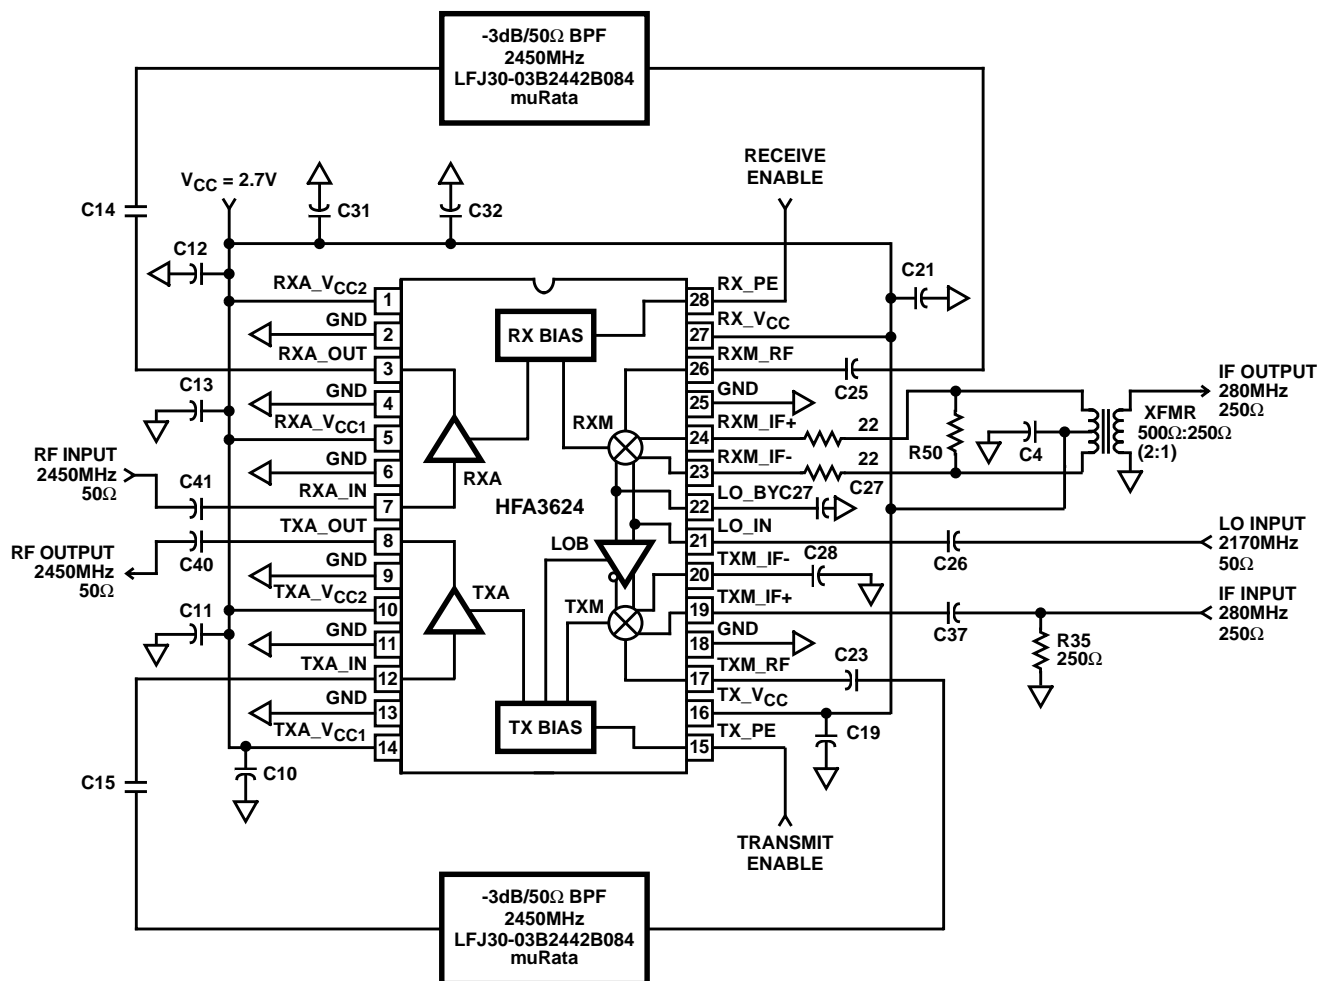 -3dB/50Ω BPF
2450MHz
LFJ30-03B2442B084
muRata
RECEIVE
ENABLE
VCC = 2.7V
C14
C31
C32
C12
C21
RXA_VCC2
1
GND
2
RXA_OUT
3
GND
4
RXA_VCC1
5
GND
6
RXA_IN
7
TXA_OUT
8
GND
9
TXA_VCC2
10
GND
11
TXA_IN
12
GND
13
TXA_VCC1
14
C13
RF INPUT
2450MHz
50Ω
C41
RF OUTPUT
2450MHz
50Ω
C40
C11
C10
C15
RX BIAS
RXM
RXA
HFA3624
LOB
TXA
TXM
TX BIAS
RX_PE
28
RX_VCC
27
RXM_RF
26
GND
25
RXM_IF+
24
RXM_IF-
23
LO_BYC27
22
LO_IN
21
TXM_IF-
20
TXM_IF+
19
GND
18
TXM_RF
17
TX_VCC
16
TX_PE
15
C25
22
22
C27
R50
C4
XFMR
500Ω:250Ω
(2:1)
IF OUTPUT
280MHz
250Ω
LO INPUT
2170MHz
50Ω
C26
C28
IF INPUT
280MHz
250Ω
C37
R35
250Ω
C23
C19
TRANSMIT
ENABLE
-3dB/50Ω BPF
2450MHz
LFJ30-03B2442B084
muRata